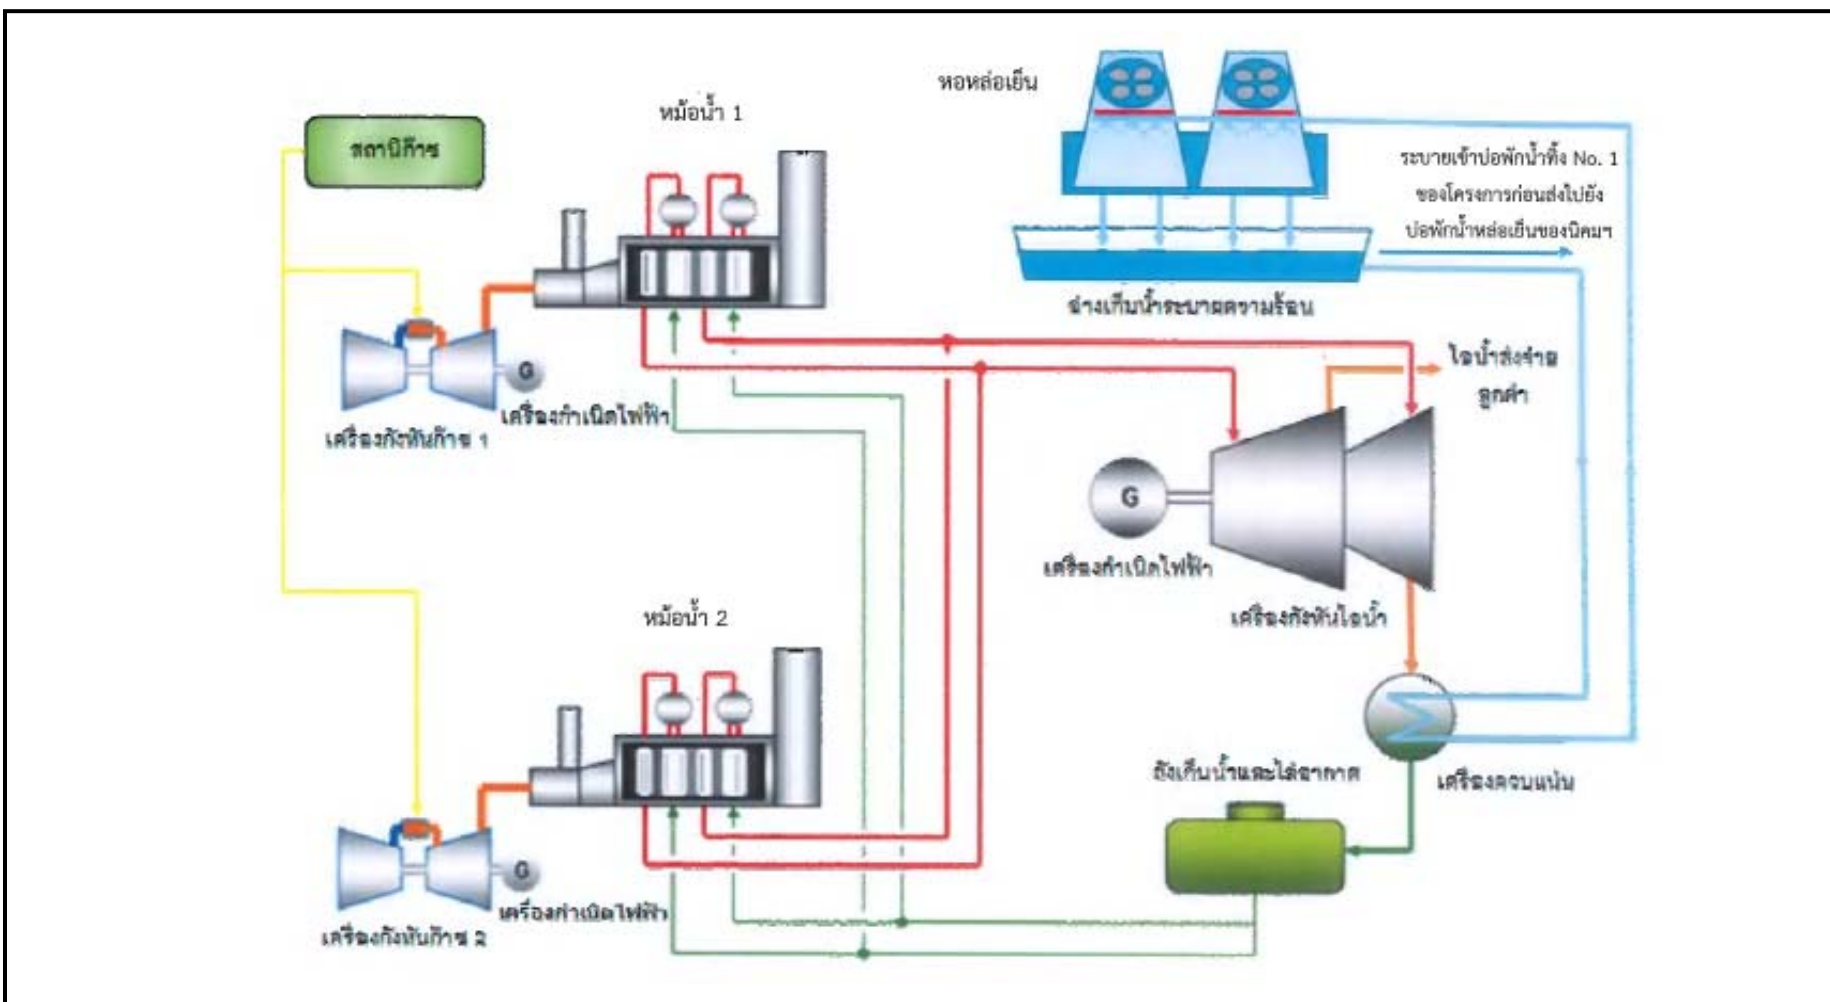 หอหล่อเย็น
หม้อน้ำ 1
สถานีก๊าซ
ระบายเข้าบ่อพักน้ำทิ้ง No. 1
ของโครงการก่อนส่งไปยัง
บ่อพักน้ำหล่อเย็นของนิคมฯ
อ่างเก็บน้ำระบายความร้อน
ไอน้ำส่งจ่าย
ลูกค้า
G
เครื่องกำเนิดไฟฟ้า
เครื่องกังหันก๊าซ 1
G
เครื่องกำเนิดไฟฟ้า
เครื่องกังหันไอน้ำ
หม้อน้ำ 2
ถังเก็บน้ำและไล่อากาศ
เครื่องควบแน่น
G
เครื่องกำเนิดไฟฟ้า
เครื่องกังหันก๊าซ 2